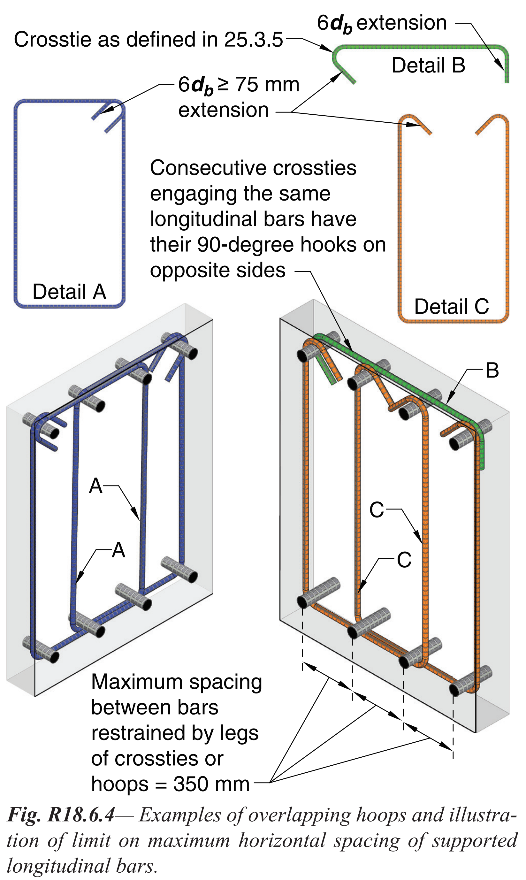 6db extension
Crosstie as defined in 25.3.5
Detail B
6db ≥ 75 mm
extension
Consecutive crossties
engaging the same
longitudinal bars have
their 90-degree hooks on
opposite sides
Detail A
Detail C
B
A
A
C
C
Maximum spacing
between bars
restrained by legs
of crossties or
hoops = 350 mm
Fig. R18.6.4— Examples of overlapping hoops and illustra-
tion of limit on maximum horizontal spacing of supported
longitudinal bars.